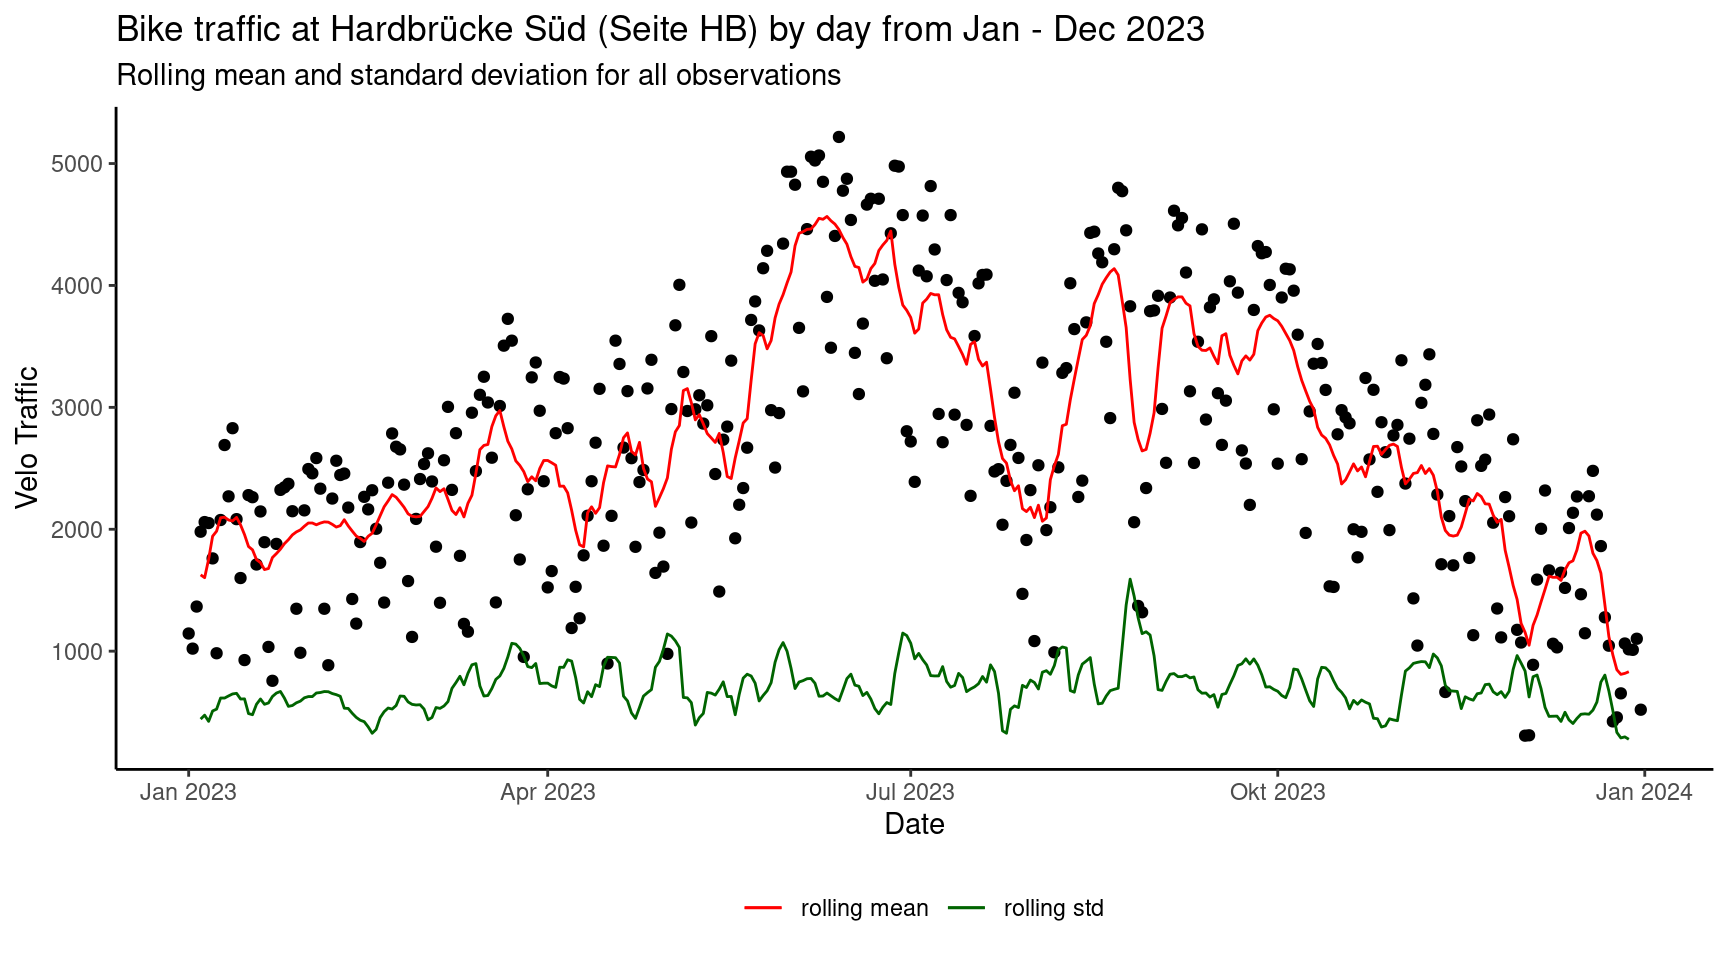 Bike traffic at Hardbrücke Süd (Seite HB) by day from Jan - Dec 2023
Rolling mean and standard deviation for all observations
Velo Traffic
5000
4000
3000
2000
1000
Jan 2023 Apr 2023 Jul 2023 Okt 2023 Jan 2024
Date
rolling mean rolling std